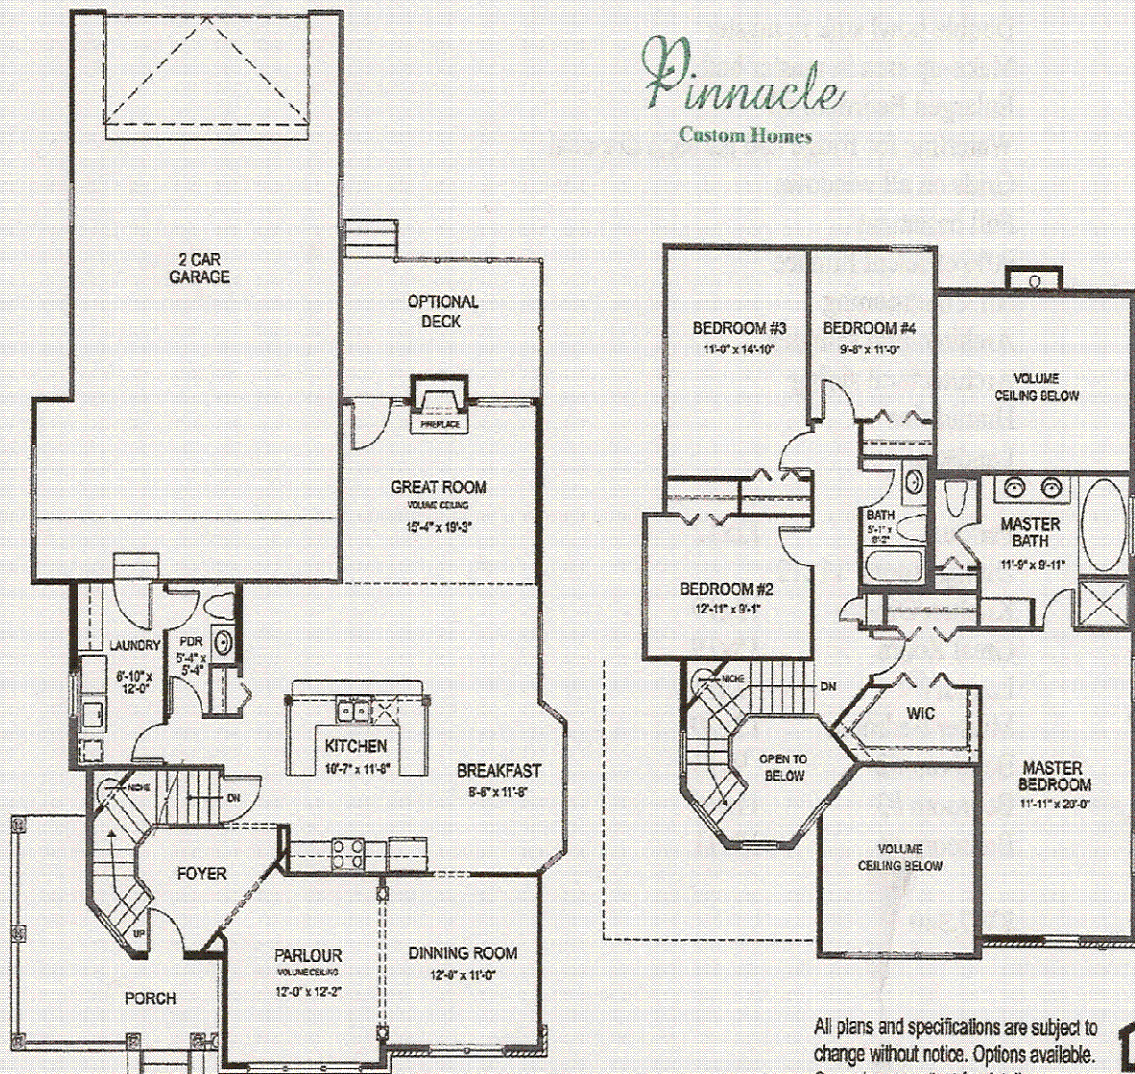 Pinnacle
Custom Homes
2 CAR
GARAGE
OPTIONAL
DECK
FIREPLACE
GREAT ROOM
VOLUME CEILING
15'-4" x 19'-3"
LAUNDRY
6'-10" x
12'-0"
PDR
5'-4" x
5'-4"
KITCHEN
10'-7" x 11'-8"
BREAKFAST
8'-6" x 11'-8"
NICHE
DN
FOYER
UP
PARLOUR
VOLUME CEILING
12'-0" x 12'-2"
DINNING ROOM
12'-0" x 11'-0"
PORCH
BEDROOM #3
11'-0" x 14'-10"
BEDROOM #4
9'-8" x 11'-0"
VOLUME
CEILING BELOW
BATH
5'-1" x
8'-2"
MASTER
BATH
11'-9" x 9'-11"
BEDROOM #2
12'-11" x 9'-1"
NICHE
DN
WIC
OPEN TO
BELOW
MASTER
BEDROOM
11'-11" x 20'-0"
VOLUME
CEILING BELOW
All plans and specifications are subject to
change without notice. Options available.